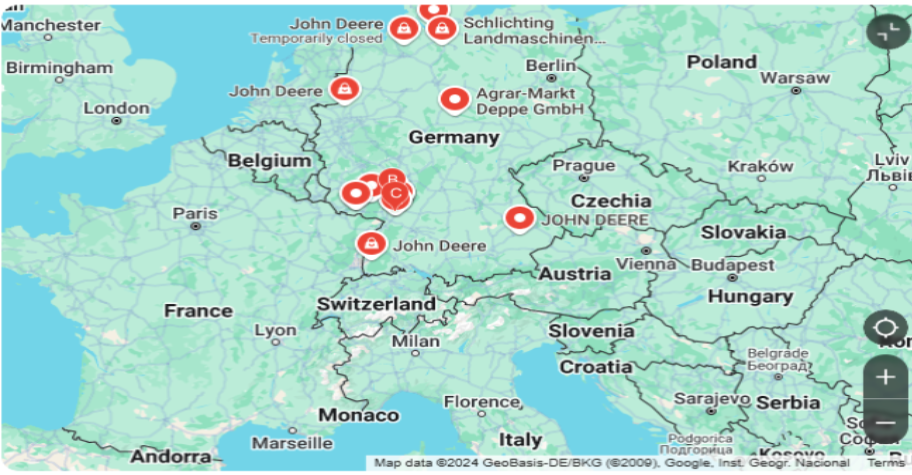 Manchester
John Deere
Temporarily closed
Schlichting
Landmaschinen...
Birmingham
Berlin
Poland
Warsaw
John Deere
Agrar-Markt
Deppe GmbH
London
Germany
Belgium
Prague
Kraków
Lviv
Львів
B
C
Czechia
Paris
JOHN DEERE
Slovakia
John Deere
Vienna
Budapest
Austria
Hungary
Switzerland
France
Lyon
Milan
Slovenia
Croatia
Belgrade
Београд
Florence
Sarajevo
Serbia
Monaco
Marseille
Italy
Podgorica
Подгорица
Kosovo
Andorra
Map data ©2024 GeoBasis-DE/BKG (©2009), Google, Inst. Geogr. Nacional
Terms